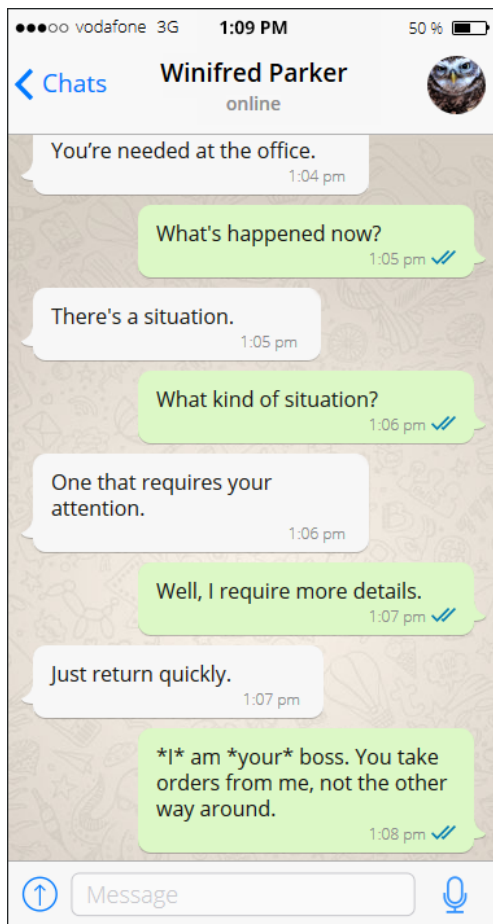 vodafone 3G 1:09 PM 50 %
Chats Winifred Parker
online
You’re needed at the office.
1:04 pm
What's happened now?
1:05 pm
There's a situation.
1:05 pm
What kind of situation?
1:06 pm
One that requires your
attention.
1:06 pm
Well, I require more details.
1:07 pm
Just return quickly.
1:07 pm
*I* am *your* boss. You take
orders from me, not the other
way around.
1:08 pm
Message